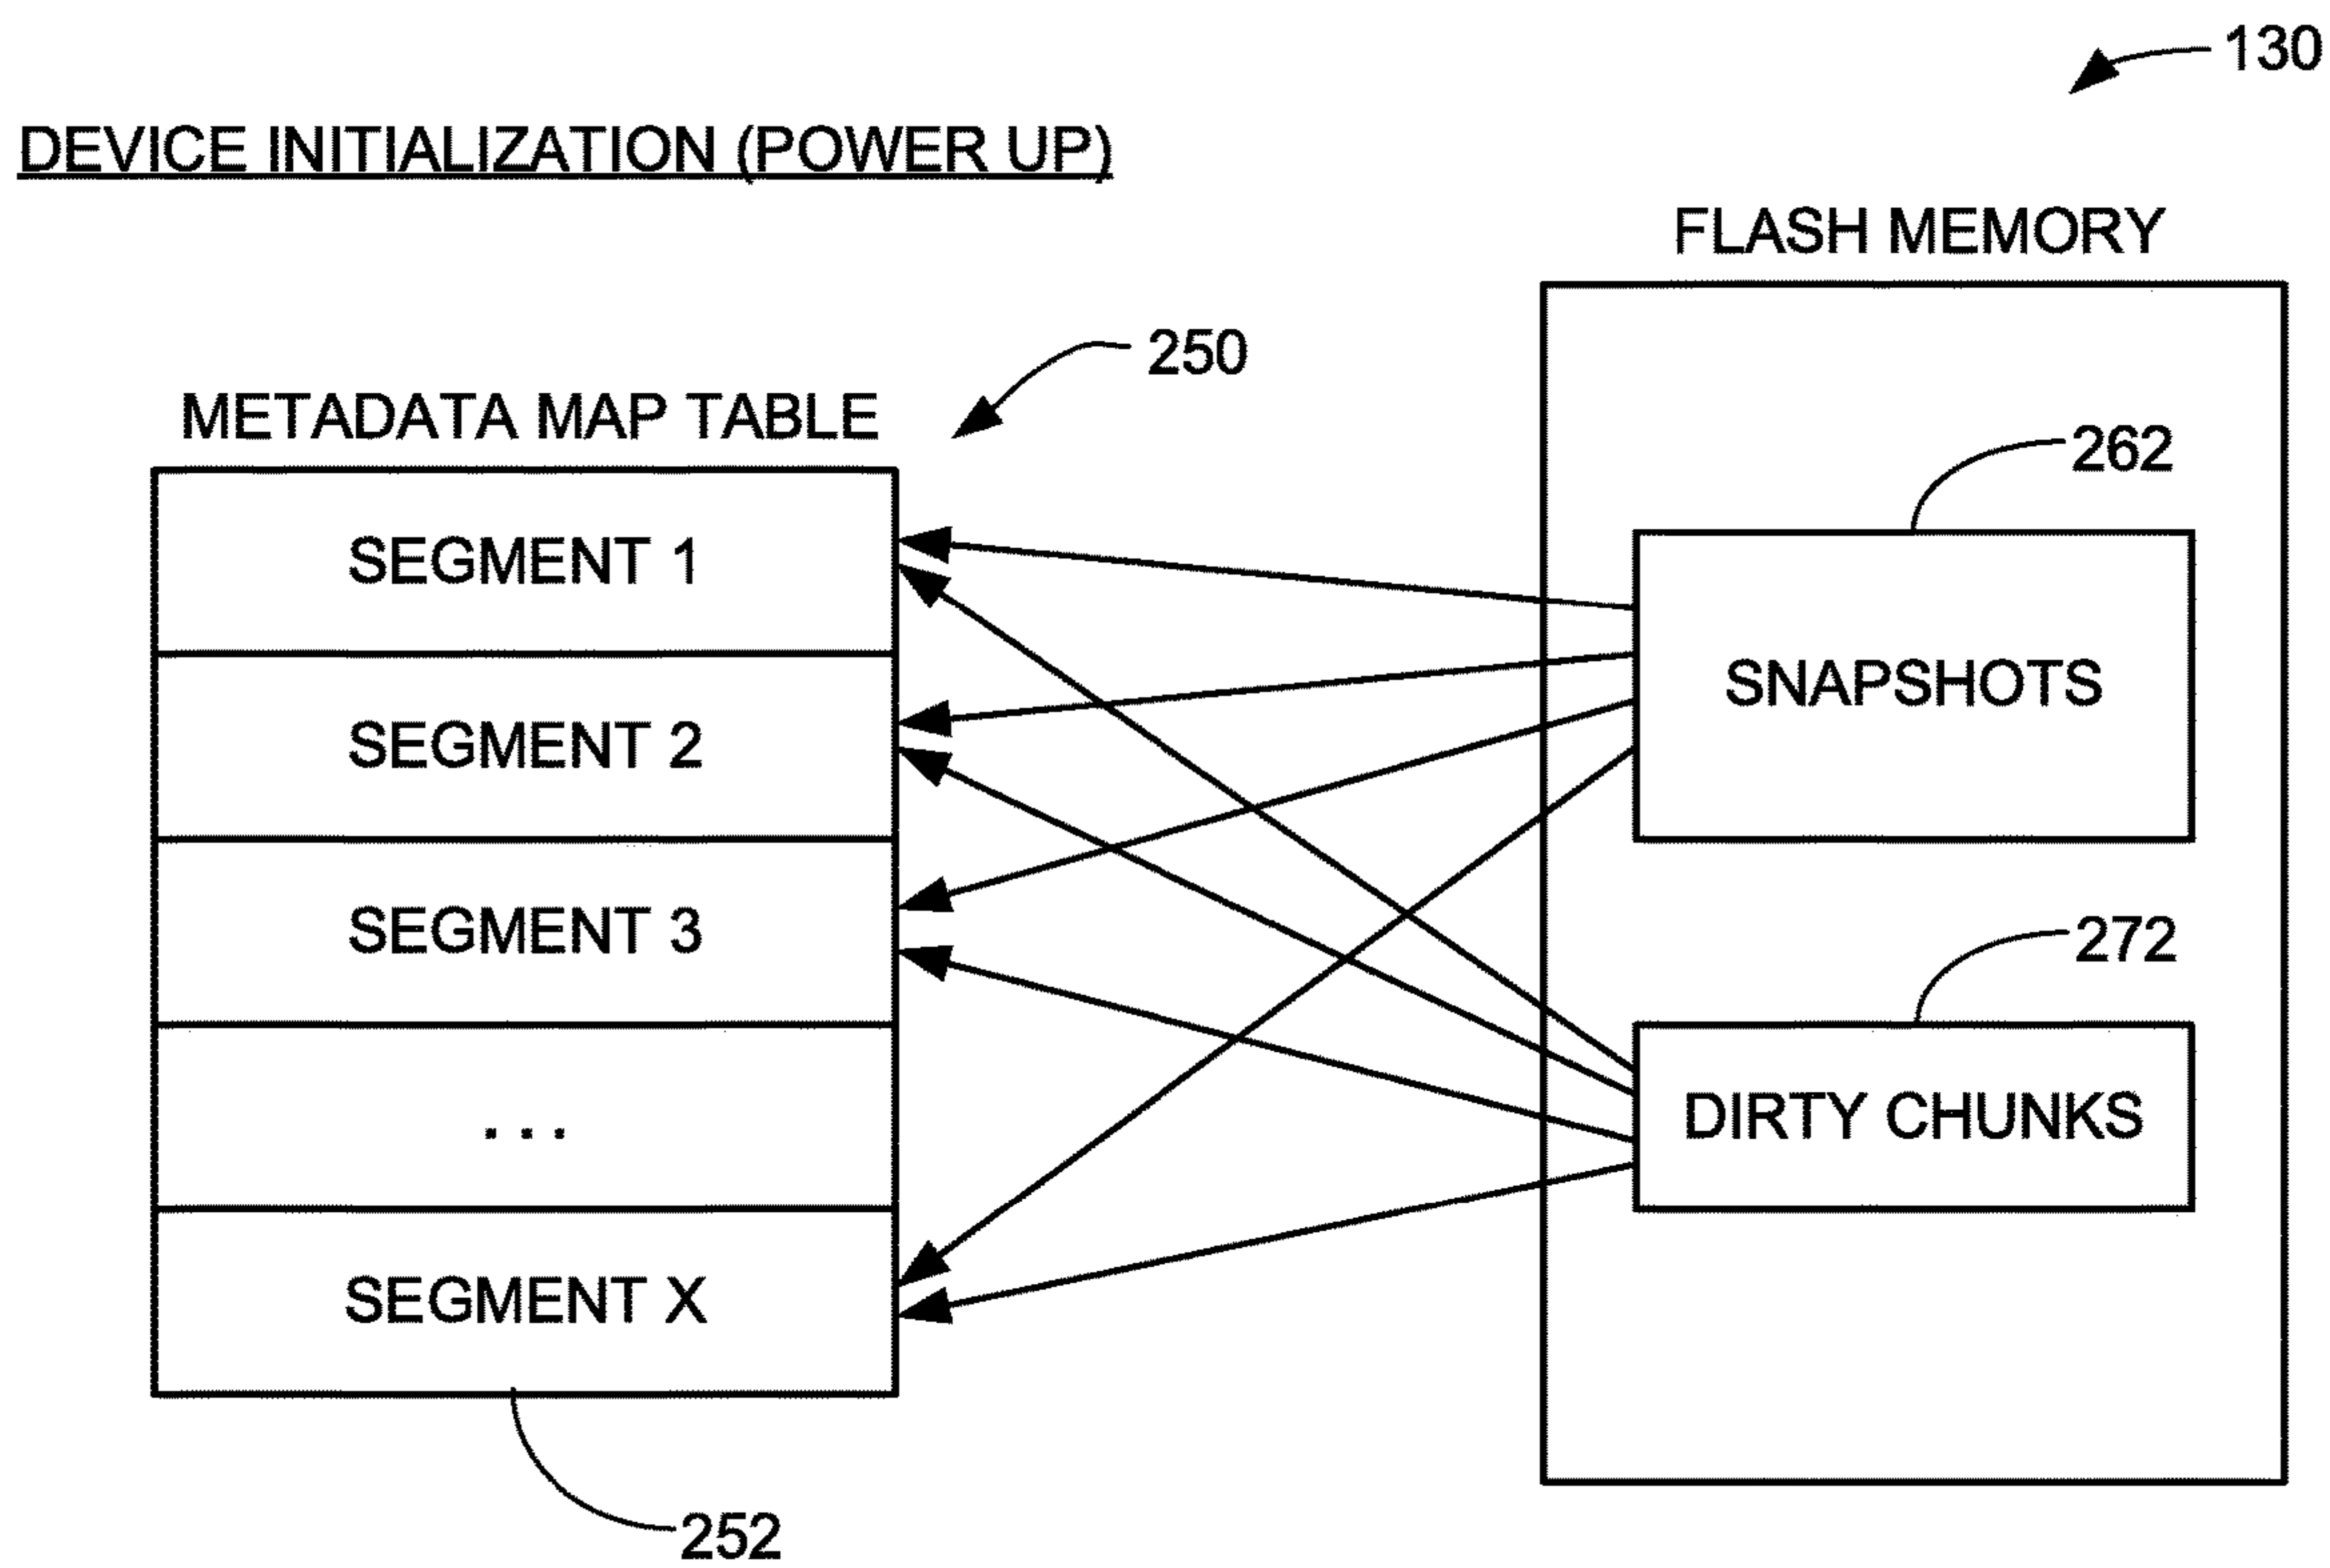 130
DEVICE INITIALIZATION (POWER UP)
FLASH MEMORY
250
METADATA MAP TABLE
262
SEGMENT 1
SNAPSHOTS
SEGMENT 2
SEGMENT 3
272
DIRTY CHUNKS
...
SEGMENT X
252